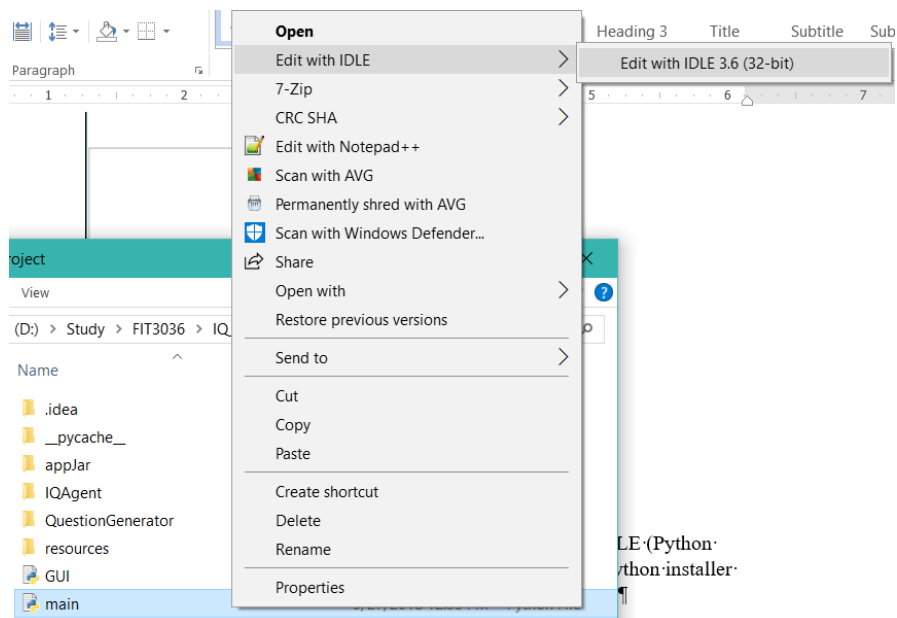 Paragraph
Heading 3 Title Subtitle Sub
1 2 5 6 7
Open
Edit with IDLE
Edit with IDLE 3.6 (32-bit)
7-Zip
CRC SHA
Edit with Notepad++
Scan with AVG
Permanently shred with AVG
Scan with Windows Defender...
Share
Open with
Restore previous versions
Send to
Cut
Copy
Paste
Create shortcut
Delete
Rename
Properties
oject
View
(D:) > Study > FIT3036 > IQ_
Name
.idea
__pycache__
appJar
IQAgent
QuestionGenerator
resources
GUI
main
LE·(Python·
ython·installer·
¶